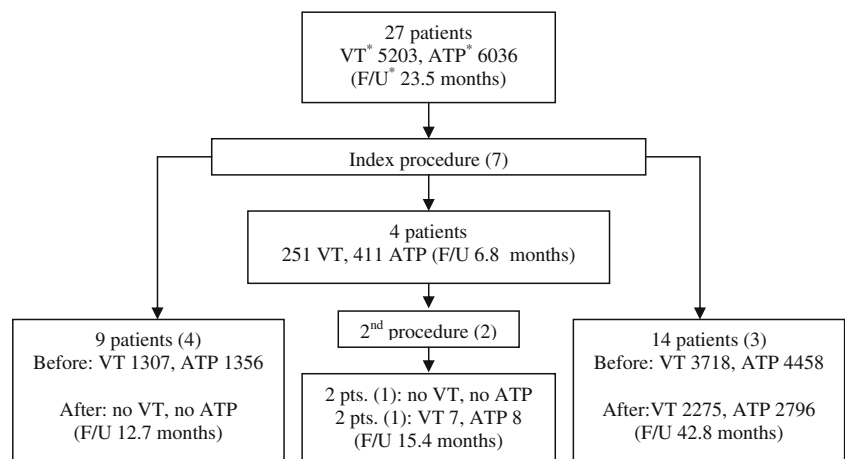 27 patients
VT* 5203, ATP* 6036
(F/U* 23.5 months)
Index procedure (7)
4 patients
251 VT, 411 ATP (F/U 6.8 months)
2nd procedure (2)
9 patients (4)
Before: VT 1307, ATP 1356
After: no VT, no ATP
(F/U 12.7 months)
2 pts. (1): no VT, no ATP
2 pts. (1): VT 7, ATP 8
(F/U 15.4 months)
14 patients (3)
Before: VT 3718, ATP 4458
After:VT 2275, ATP 2796
(F/U 42.8 months)